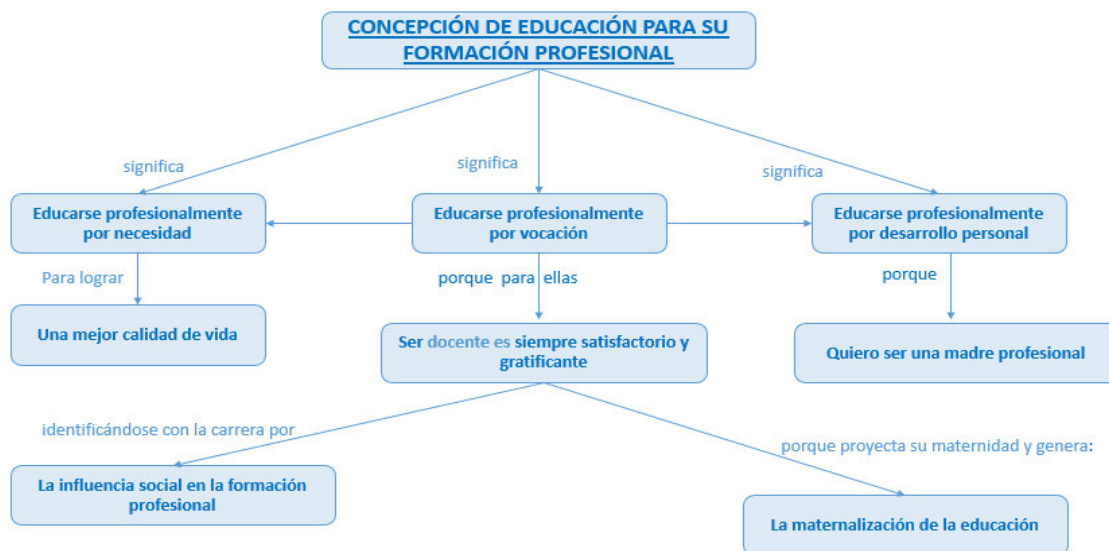 CONCEPCIÓN DE EDUCACIÓN PARA SU
FORMACIÓN PROFESIONAL
significa
significa
significa
Educarse profesionalmente
por necesidad
Educarse profesionalmente
por vocación
Educarse profesionalmente
por desarrollo personal
Para lograr
porque para ellas
porque
Una mejor calidad de vida
Ser docente es siempre satisfactorio y
gratificante
Quiero ser una madre profesional
identificándose con la carrera por
porque proyecta su maternidad y genera:
La influencia social en la formación
profesional
La maternalización de la educación